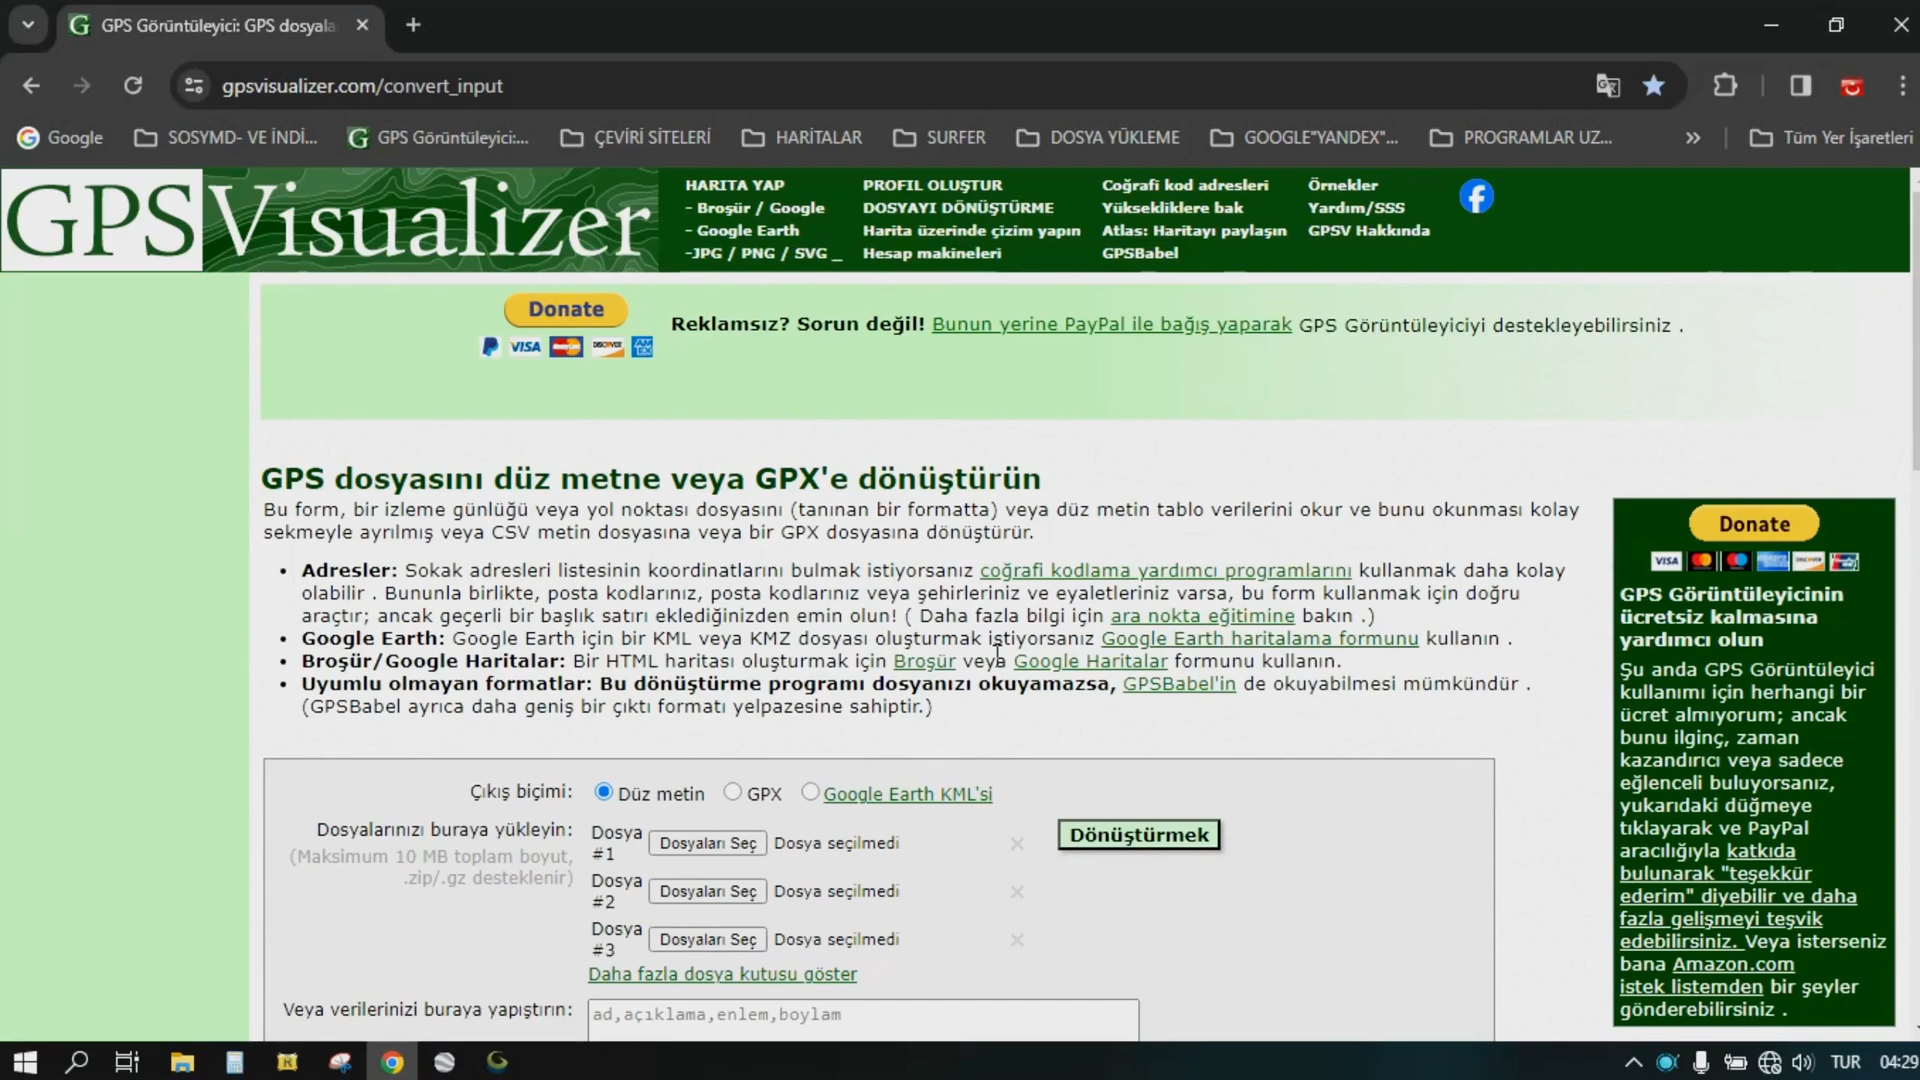 GPS Görüntüleyici: GPS dosyala
gpsvisualizer.com/convert_input
Google
SOSYMD- VE İNDİ...
GPS Görüntüleyici:...
ÇEVİRİ SİTELERİ
HARİTALAR
SURFER
DOSYA YÜKLEME
GOOGLE"YANDEX"...
PROGRAMLAR UZ...
Tüm Yer İşaretleri
GPSVisualizer
HARITA YAP
- Broşür / Google
- Google Earth
-JPG / PNG / SVG _
PROFIL OLUŞTUR
DOSYAYI DÖNÜŞTÜRME
Harita üzerinde çizim yapın
Hesap makineleri
Coğrafi kod adresleri
Yüksekliklere bak
Atlas: Haritayı paylaşın
GPSBabel
Örnekler
Yardım/SSS
GPSV Hakkında
Donate
VISA MasterCard DISCOVER
Reklamsız? Sorun değil! Bunun yerine PayPal ile bağış yaparak GPS Görüntüleyiciyi destekleyebilirsiniz .
GPS dosyasını düz metne veya GPX'e dönüştürün
Bu form, bir izleme günlüğü veya yol noktası dosyasını (tanınan bir formatta) veya düz metin tablo verilerini okur ve bunu okunması kolay
sekmeyle ayrılmış veya CSV metin dosyasına veya bir GPX dosyasına dönüştürür.
• Adresler: Sokak adresleri listesinin koordinatlarını bulmak istiyorsanız coğrafi kodlama yardımcı programlarını kullanmak daha kolay
olabilir . Bununla birlikte, posta kodlarınız, posta kodlarınız veya şehirleriniz ve eyaletleriniz varsa, bu form kullanmak için doğru
araçtır; ancak geçerli bir başlık satırı eklediğinizden emin olun! ( Daha fazla bilgi için ara nokta eğitimine bakın .)
• Google Earth: Google Earth için bir KML veya KMZ dosyası oluşturmak istiyorsanız Google Earth haritalama formunu kullanın .
• Broşür/Google Haritalar: Bir HTML haritası oluşturmak için Broşür veya Google Haritalar formunu kullanın.
• Uyumlu olmayan formatlar: Bu dönüştürme programı dosyanızı okuyamazsa, GPSBabel'in de okuyabilmesi mümkündür .
(GPSBabel ayrıca daha geniş bir çıktı formatı yelpazesine sahiptir.)
Çıkış biçimi: Düz metin GPX Google Earth KML'si
Dosyalarınızı buraya yükleyin:
(Maksimum 10 MB toplam boyut,
.zip/.gz desteklenir)
Dosya #1 Dosyaları Seç Dosya seçilmedi
Dönüştürmek
Dosya #2 Dosyaları Seç Dosya seçilmedi
Dosya #3 Dosyaları Seç Dosya seçilmedi
Daha fazla dosya kutusu göster
Veya verilerinizi buraya yapıştırın:
ad,açıklama,enlem,boylam
Donate
VISA
GPS Görüntüleyicinin
ücretsiz kalmasına
yardımcı olun
Şu anda GPS Görüntüleyici
kullanımı için herhangi bir
ücret almıyorum; ancak
bunu ilginç, zaman
kazandırıcı veya sadece
eğlenceli buluyorsanız,
yukarıdaki düğmeye
tıklayarak ve PayPal
aracılığıyla katkıda
bulunarak "teşekkür
ederim" diyebilir ve daha
fazla gelişmeyi teşvik
edebilirsiniz. Veya isterseniz
bana Amazon.com
istek listemden bir şeyler
gönderebilirsiniz .
TUR
04:29